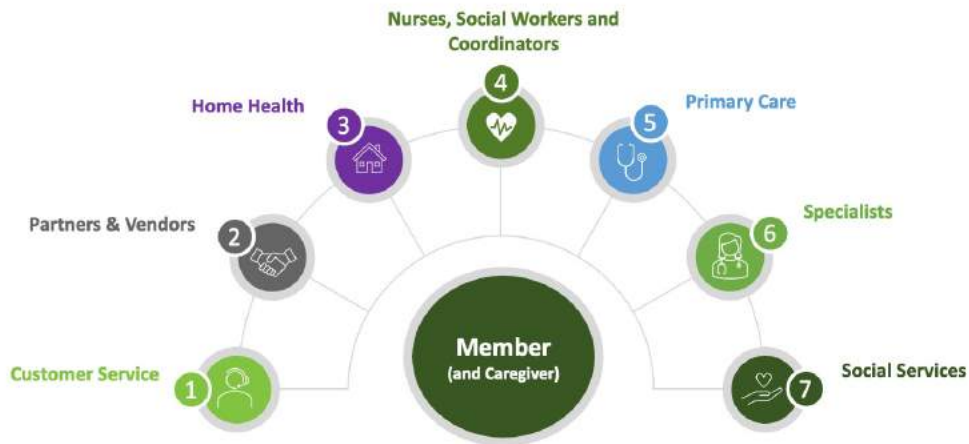 Nurses, Social Workers and
Coordinators
4
Home Health
3
Primary Care
5
Partners & Vendors
2
Specialists
6
Customer Service
1
Member
(and Caregiver)
Social Services
7